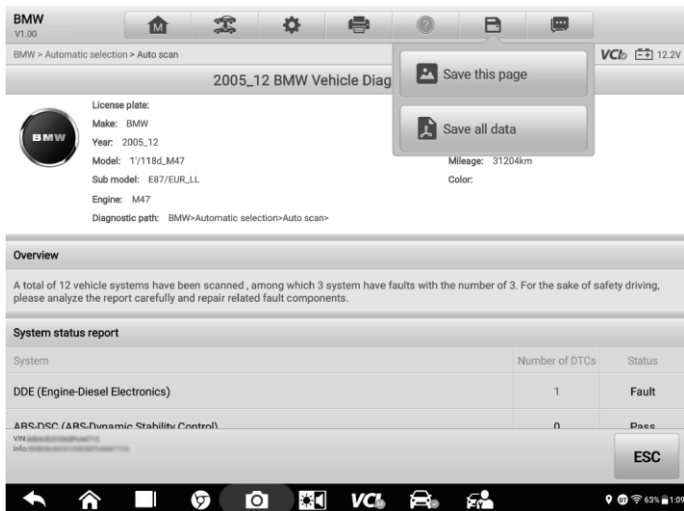 BMW
V1.00
BMW > Automatic selection > Auto scan
VCI 12.2V
2005_12 BMW Vehicle Diag
Save this page
Save all data
License plate:
BMW
Make: BMW
Year: 2005_12
Model: 1'/118d_M47
Mileage: 31204km
Sub model: E87/EUR_LL
Color:
Engine: M47
Diagnostic path: BMW>Automatic selection>Auto scan>
Overview
A total of 12 vehicle systems have been scanned , among which 3 system have faults with the number of 3. For the sake of safety driving,
please analyze the report carefully and repair related fault components.
System status report
System Number of DTCs Status
DDE (Engine-Diesel Electronics) 1 Fault
ABS-DSC (ABS-Dynamic Stability Control) 0 Pass
VIN:
Info:
ESC
VCI
63% 1:09